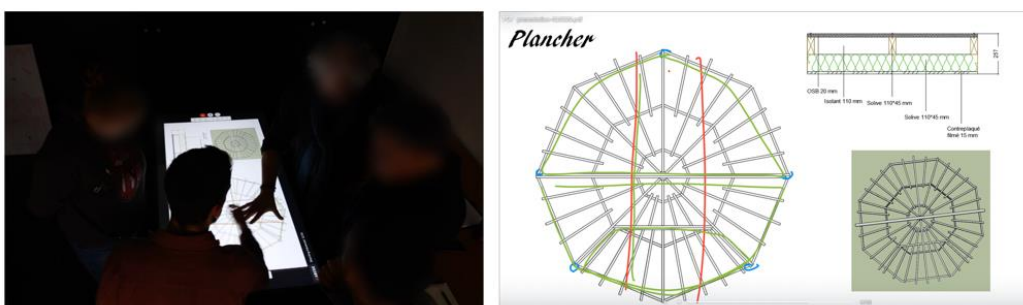 Plancher
257
OSB 20 mm
Isolant 110 mm
Solive 110*45 mm
Solive 110*45 mm
Contreplaqué
filmé 15 mm